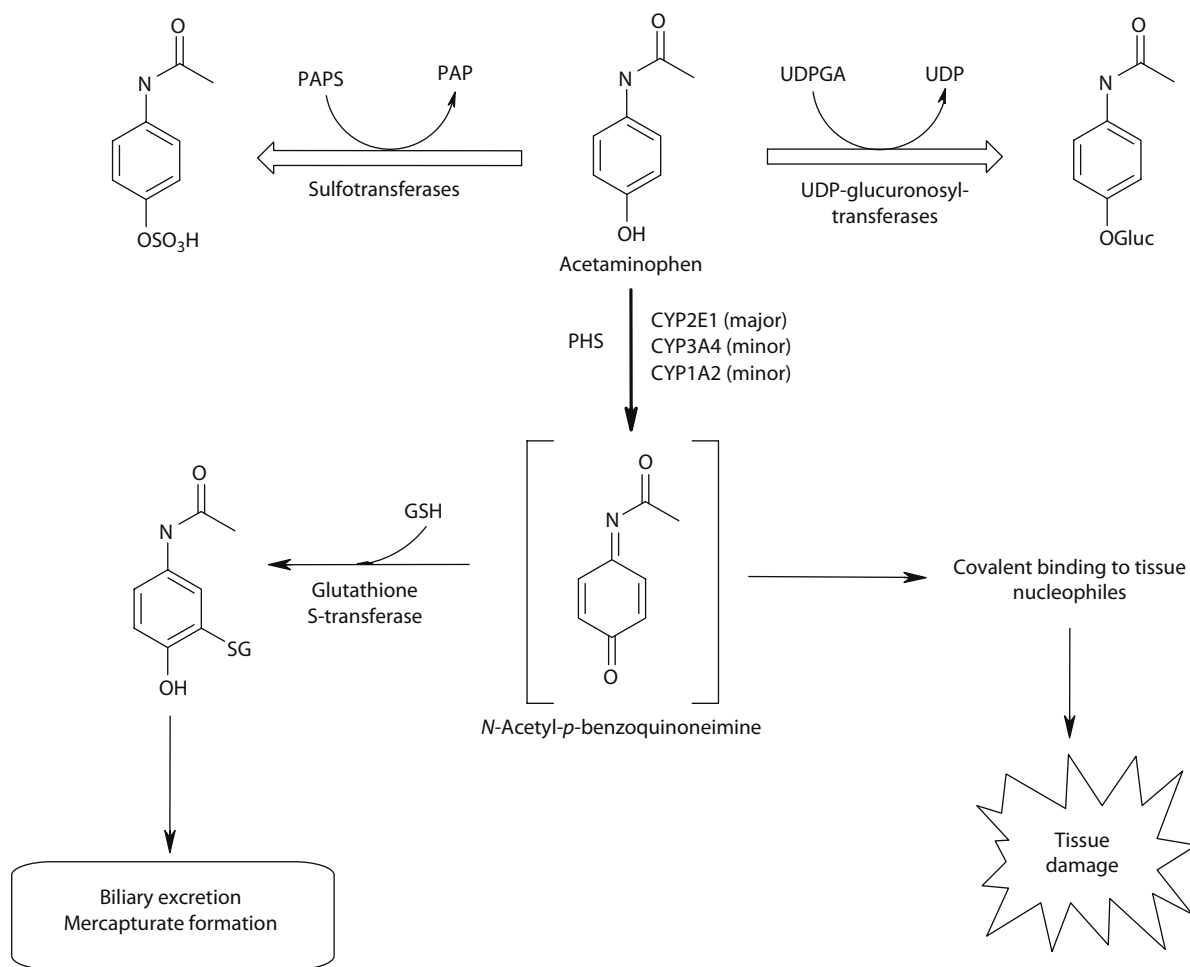 O
N
OSO3H
PAPS
PAP
Sulfotransferases
O
N
OH
Acetaminophen
UDPGA
UDP
UDP-glucuronosyl-
transferases
O
N
OGluc
PHS
CYP2E1 (major)
CYP3A4 (minor)
CYP1A2 (minor)
O
N
SG
OH
GSH
Glutathione
S-transferase
O
N
O
N-Acetyl-p-benzoquinoneimine
Covalent binding to tissue
nucleophiles
Biliary excretion
Mercapturate formation
Tissue
damage